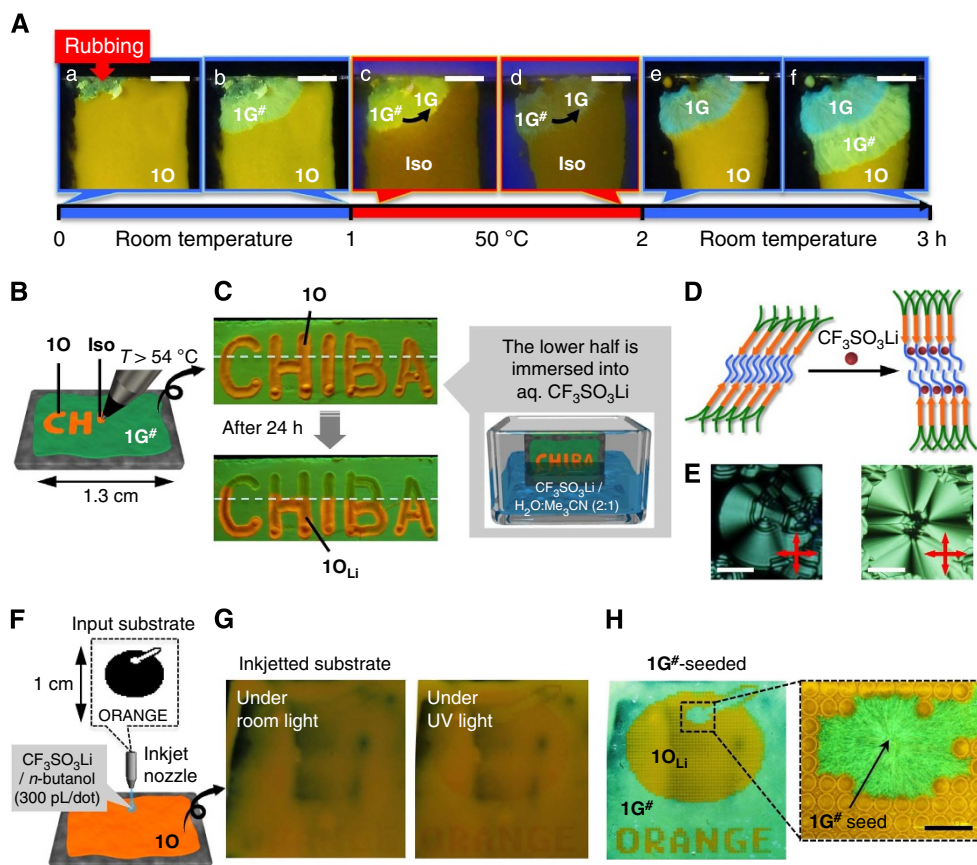 A
Rubbing
a
b
c
d
e
f
1G#
1G
1G
1G
1G# 
1G#
1G#
Iso
Iso
1O
1O
1O
1O
0
Room temperature
1
50 °C
2
Room temperature
3 h
B
1O
Iso
T > 54 °C
CH
1G#
1.3 cm
C
1O
CHIBA
After 24 h
CHIBA
1OLi
The lower half is
immersed into
aq. CF3SO3Li
CHIBA
CF3SO3Li /
H2O:Me3CN (2:1)
D
CF3SO3Li
E
F
Input substrate
1 cm
ORANGE
CF3SO3Li
/ n-butanol
(300 pL/dot)
Inkjet
nozzle
1O
G
Inkjetted substrate
Under
room light
Under
UV light
ORANGE
H
1G#-seeded
1OLi
1G#
ORANGE
1G# seed